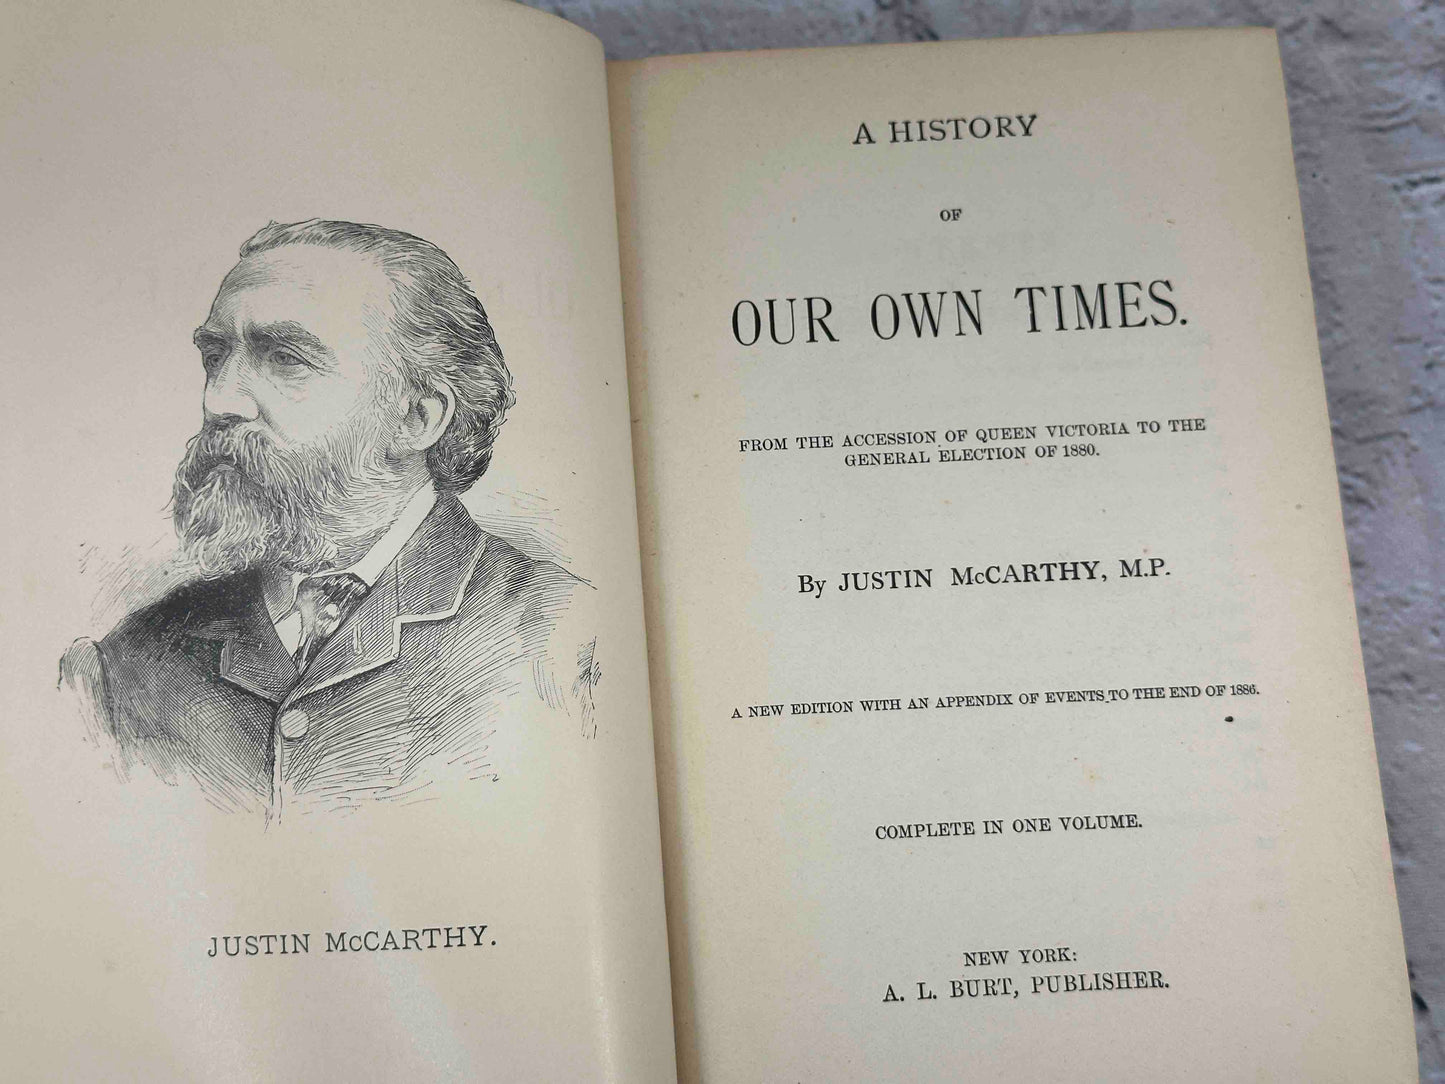 JUSTIN McCARTHY.
A HISTORY
OF
OUR OWN TIMES.
FROM THE ACCESSION OF QUEEN VICTORIA TO THE
GENERAL ELECTION OF 1880.
By JUSTIN McCARTHY, M.P.
A NEW EDITION WITH AN APPENDIX OF EVENTS TO THE END OF 1886.
COMPLETE IN ONE VOLUME.
NEW YORK:
A. L. BURT, PUBLISHER.